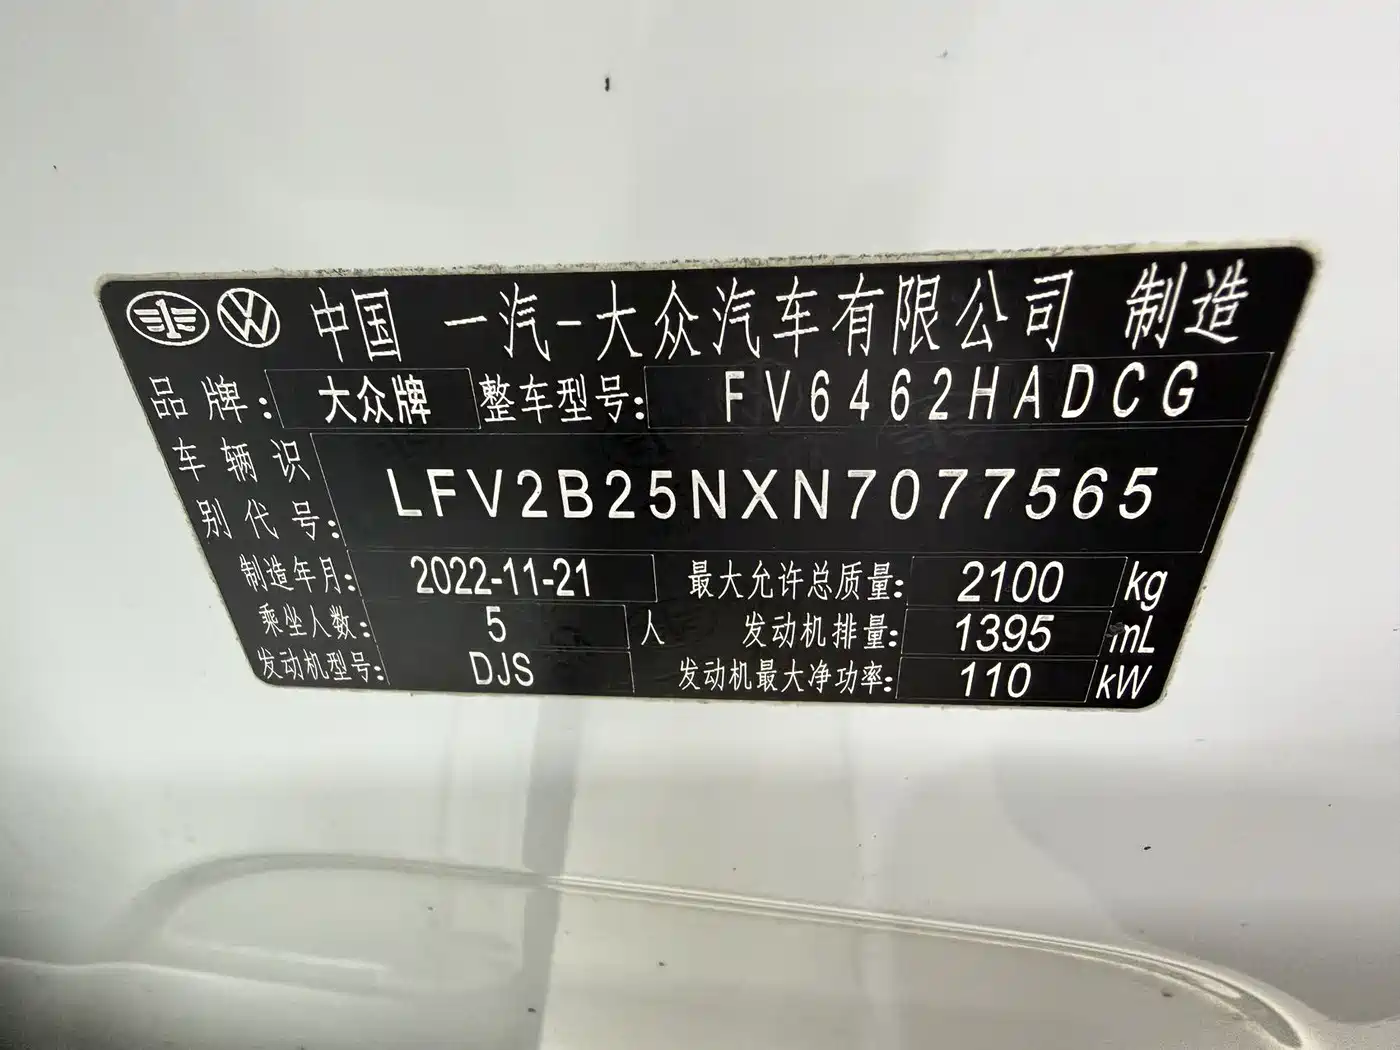 中国 一汽-大众汽车有限公司 制造
品牌: 大众牌 整车型号: FV6462HADCG
车辆识别代号: LFV2B25NXN7077565
制造年月: 2022-11-21 最大允许总质量: 2100 kg
乘坐人数: 5 人 发动机排量: 1395 mL
发动机型号: DJS 发动机最大净功率: 110 kW